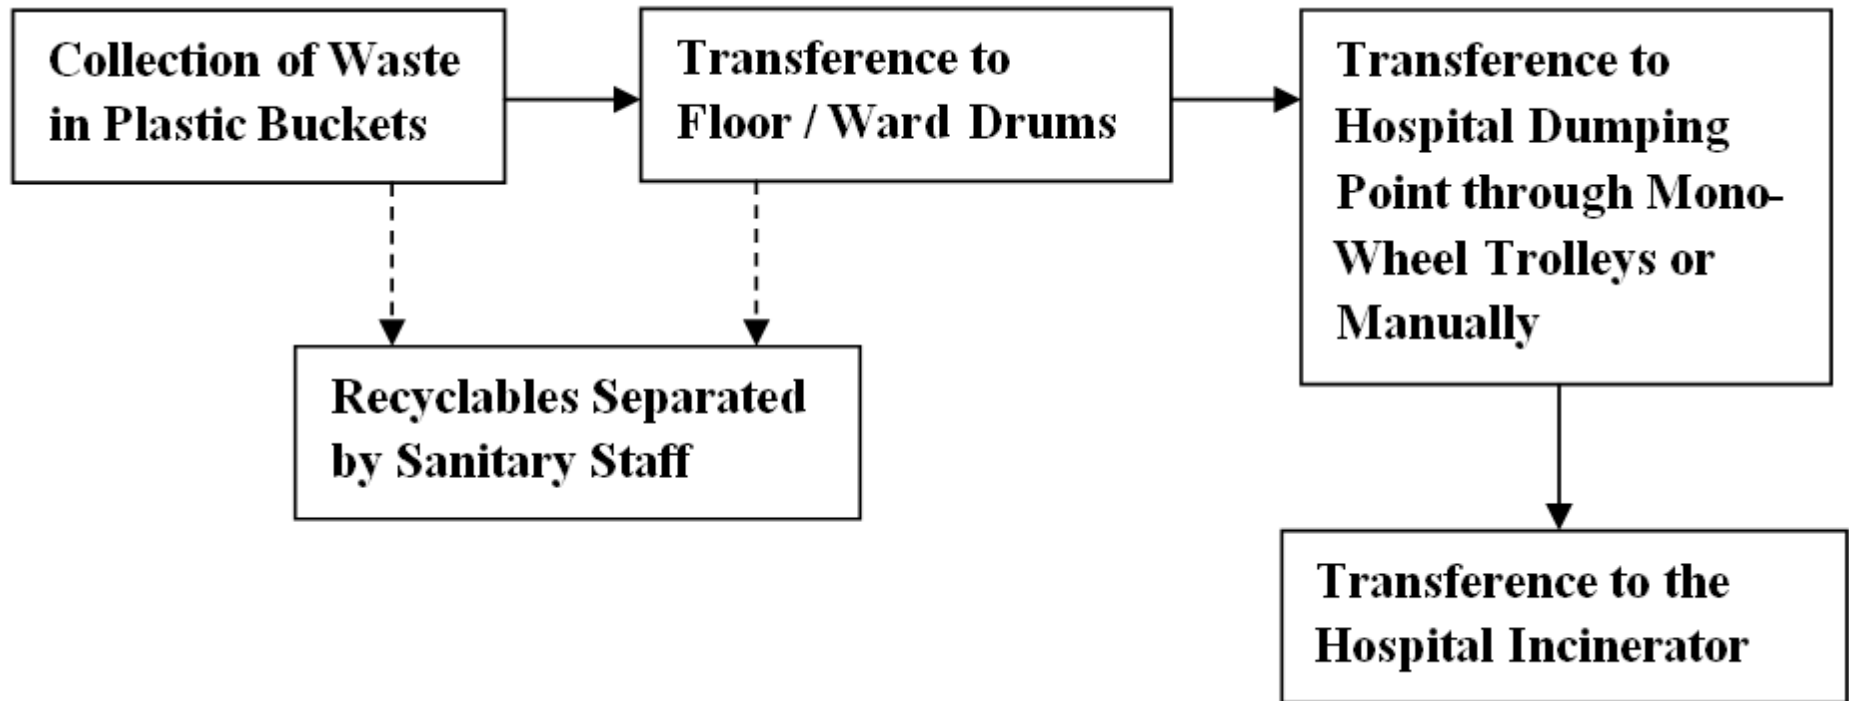 Collection of Waste
in Plastic Buckets
Transference to
Floor / Ward Drums
Transference to
Hospital Dumping
Point through Mono-
Wheel Trolleys or
Manually
Recyclables Separated
by Sanitary Staff
Transference to the
Hospital Incinerator